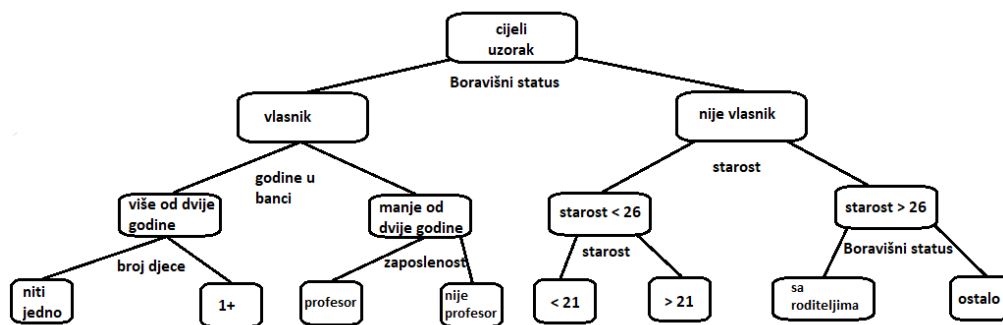 cijeli
uzorak
Boravišni status
vlasnik
nije vlasnik
godine u
banci
starost
više od dvije
godine
manje od
dvije godine
starost < 26
starost > 26
broj djece
zaposlenost
starost
Boravišni status
niti
jedno
1+
profesor
nije
profesor
< 21
> 21
sa
roditeljima
ostalo